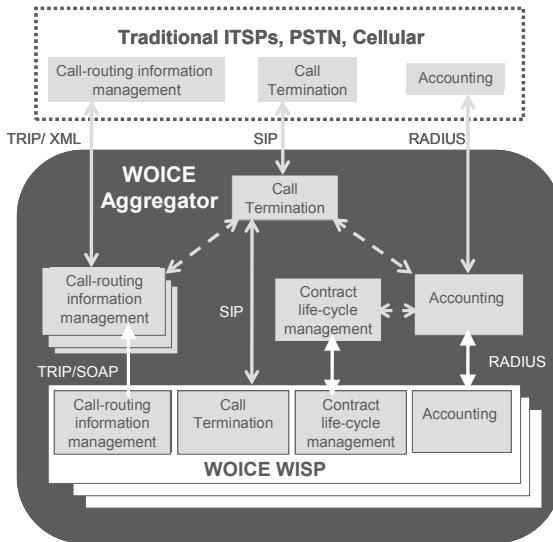 Traditional ITSPs, PSTN, Cellular
Call-routing information
management
Call
Termination
Accounting
TRIP/ XML
SIP
RADIUS
WOICE
Aggregator
Call
Termination
Call-routing
information
management
SIP
Contract
life-cycle
management
Accounting
TRIP/SOAP
RADIUS
Call-routing
information
management
Call
Termination
Contract
life-cycle
management
Accounting
WOICE WISP